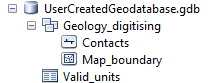 UserCreatedGeodatabase.gdb
Geology_digitising
Contacts
Map_boundary
Valid_units